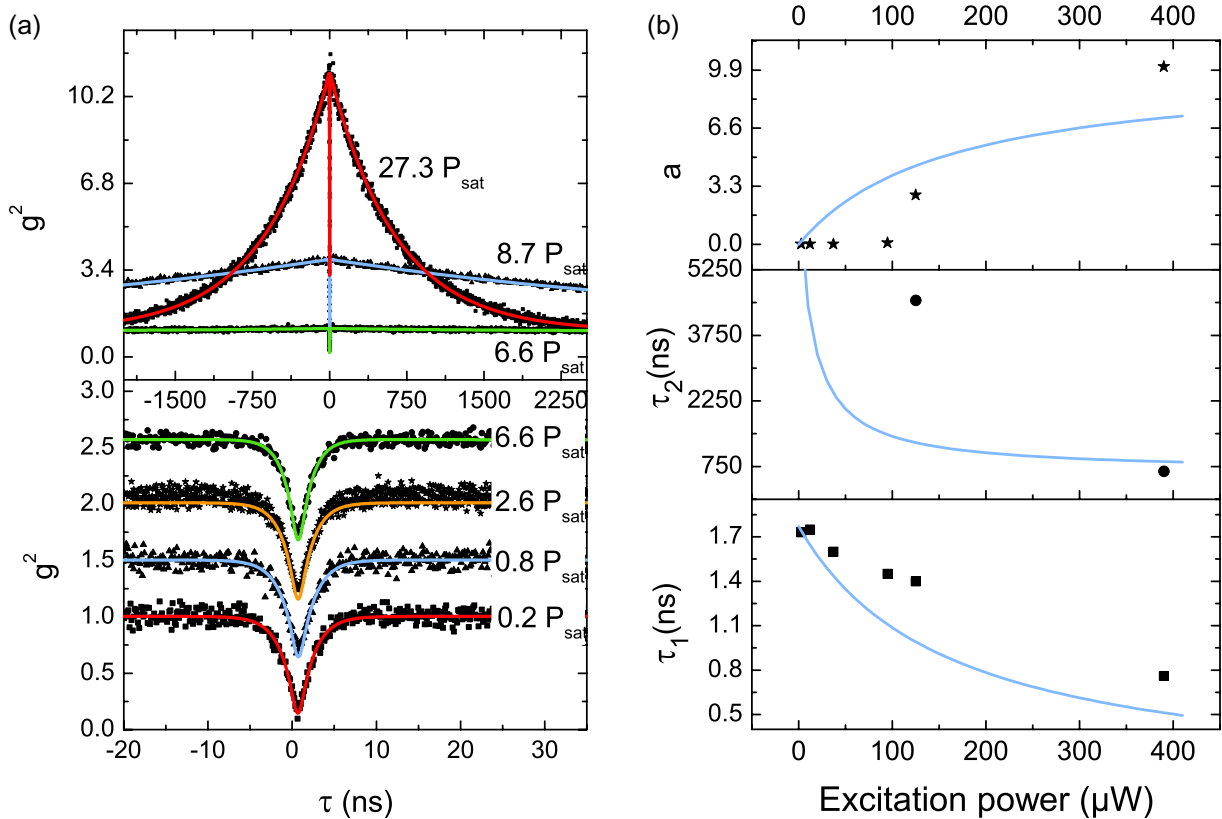 (a)
g²
10.2
6.8
3.4
0.0
27.3 P_sat
8.7 P_sat
6.6 P_sat
-1500 -750 0 750 1500 2250
g²
3.0
2.5
2.0
1.5
1.0
0.5
0.0
6.6 P_sat
2.6 P_sat
0.8 P_sat
0.2 P_sat
-20 -10 0 10 20 30
τ (ns)
(b)
0 100 200 300 400
a
9.9
6.6
3.3
0.0
τ₂(ns)
5250
3750
2250
750
τ₁(ns)
1.7
1.4
1.1
0.8
0.5
0 100 200 300 400
Excitation power (µW)